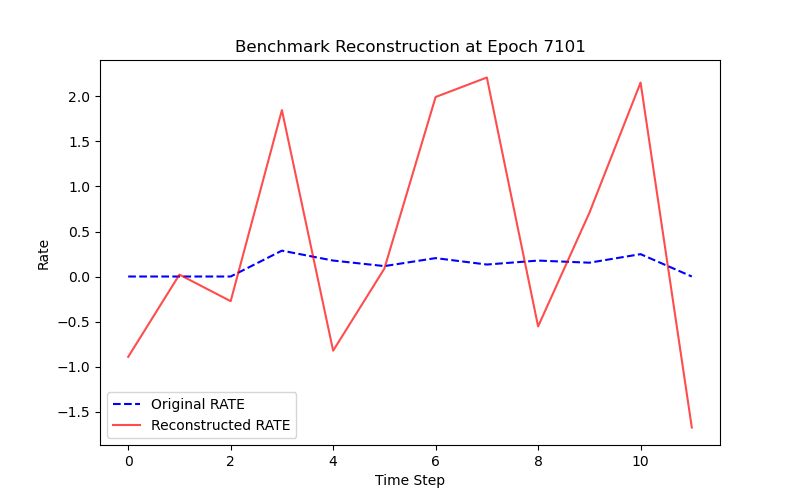 Benchmark Reconstruction at Epoch 7101
Rate
2.0
1.5
1.0
0.5
0.0
−0.5
−1.0
−1.5
Original RATE
Reconstructed RATE
0 2 4 6 8 10
Time Step